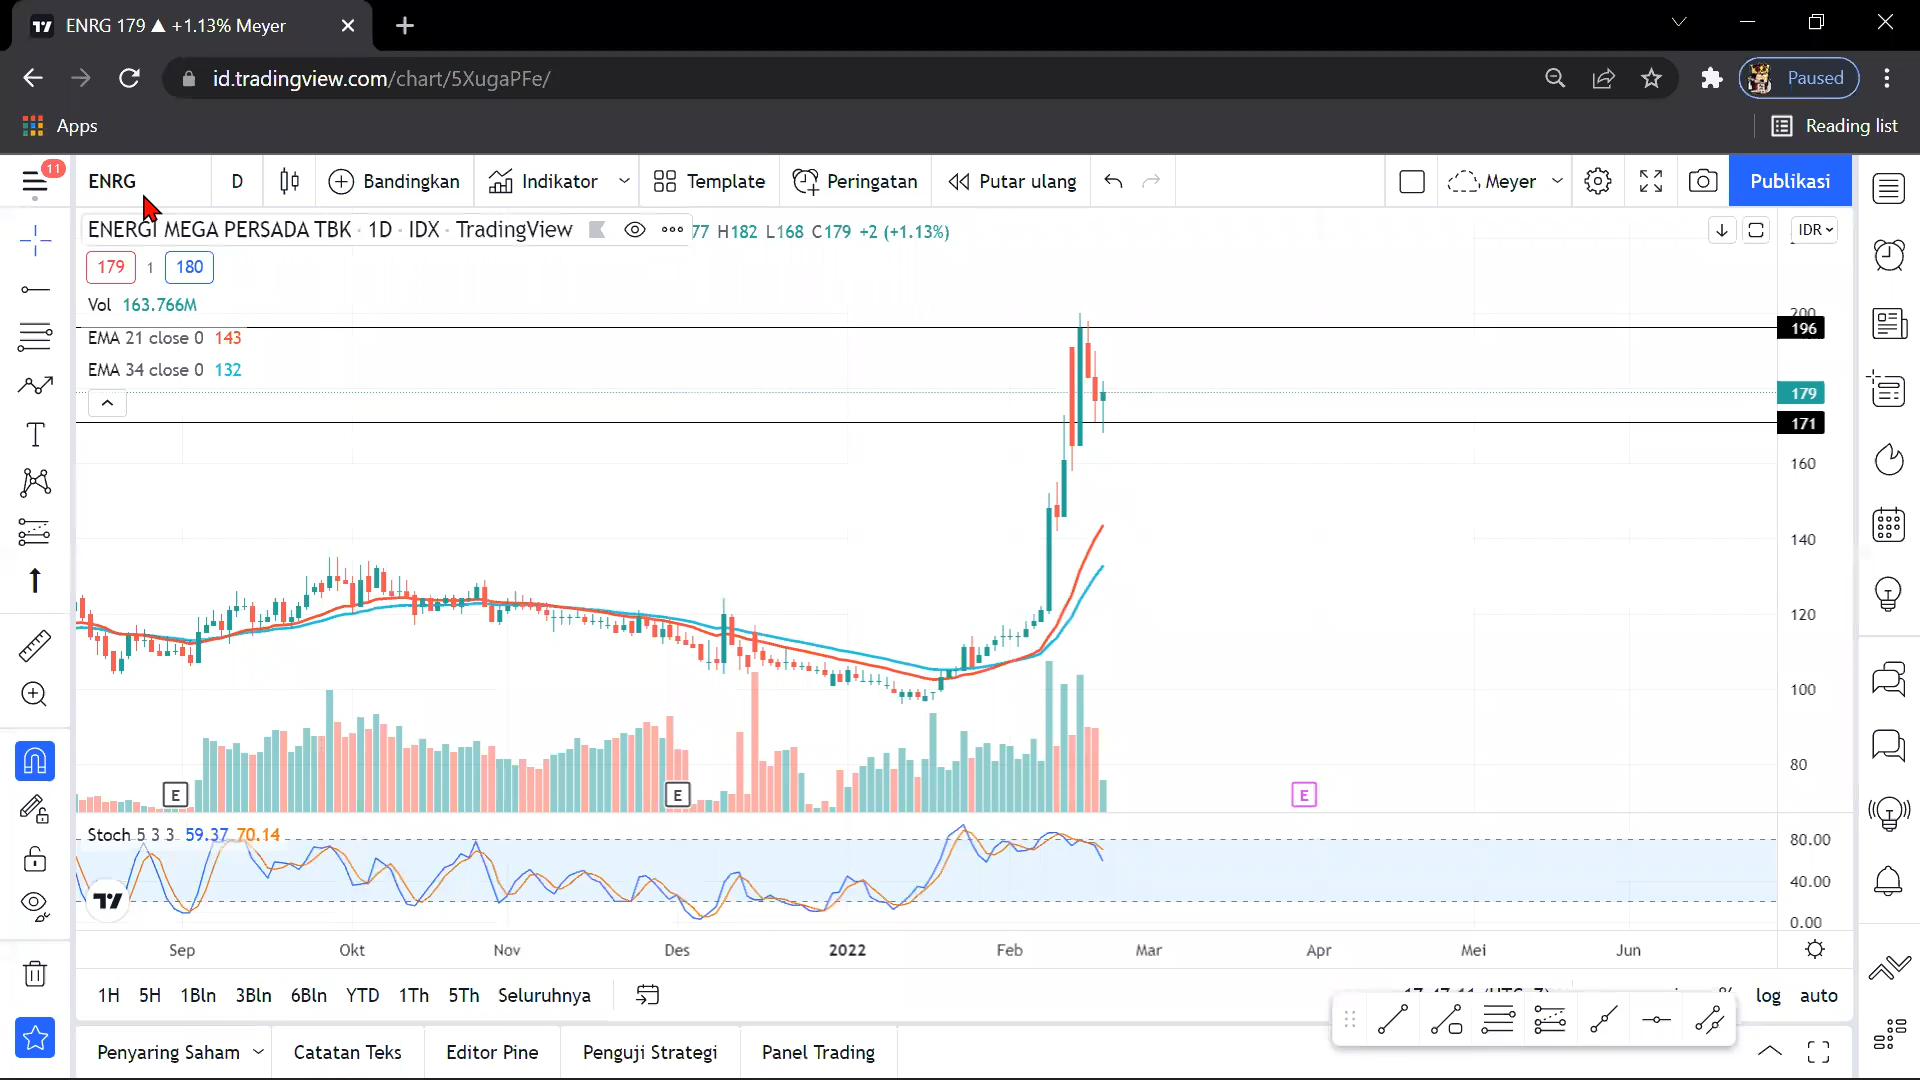 ENRG 179 ▲ +1.13% Meyer
id.tradingview.com/chart/5XugaPFe/
Paused
Apps
Reading list
11
ENRG
D
Bandingkan
Indikator
Template
Peringatan
Putar ulang
Meyer
Publikasi
ENERGI MEGA PERSADA TBK · 1D · IDX · TradingView
77 H182 L168 C179 +2 (+1.13%)
IDR
179 1 180
Vol 163.766M
EMA 21 close 0 143
EMA 34 close 0 132
200
196
179
171
160
140
120
100
80
E
E
E
Stoch 5 3 3 59.37 70.14
80.00
40.00
0.00
Sep
Okt
Nov
Des
2022
Feb
Mar
Apr
Mei
Jun
1H
5H
1Bln
3Bln
6Bln
YTD
1Th
5Th
Seluruhnya
log
auto
Penyaring Saham
Catatan Teks
Editor Pine
Penguji Strategi
Panel Trading